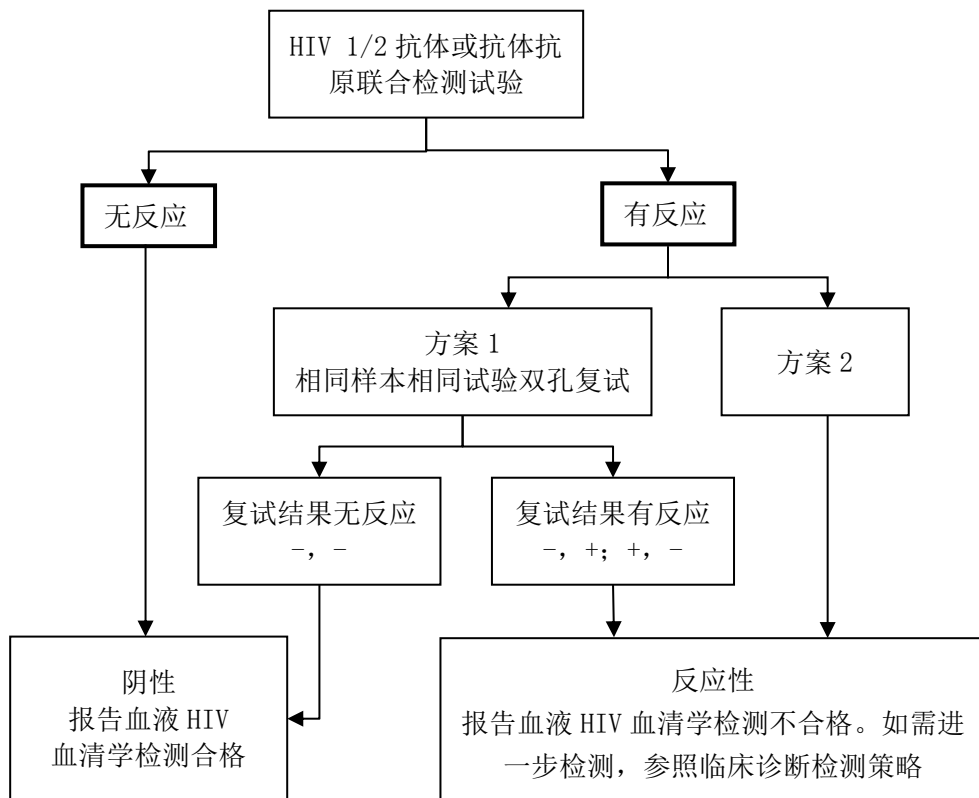 HIV 1/2 抗体或抗体抗
原联合检测试验
无反应
有反应
方案 1
相同样本相同试验双孔复试
方案 2
复试结果无反应
-，-
复试结果有反应
-，+；+，-
阴性
报告血液 HIV
血清学检测合格
反应性
报告血液 HIV 血清学检测不合格。如需进
一步检测，参照临床诊断检测策略